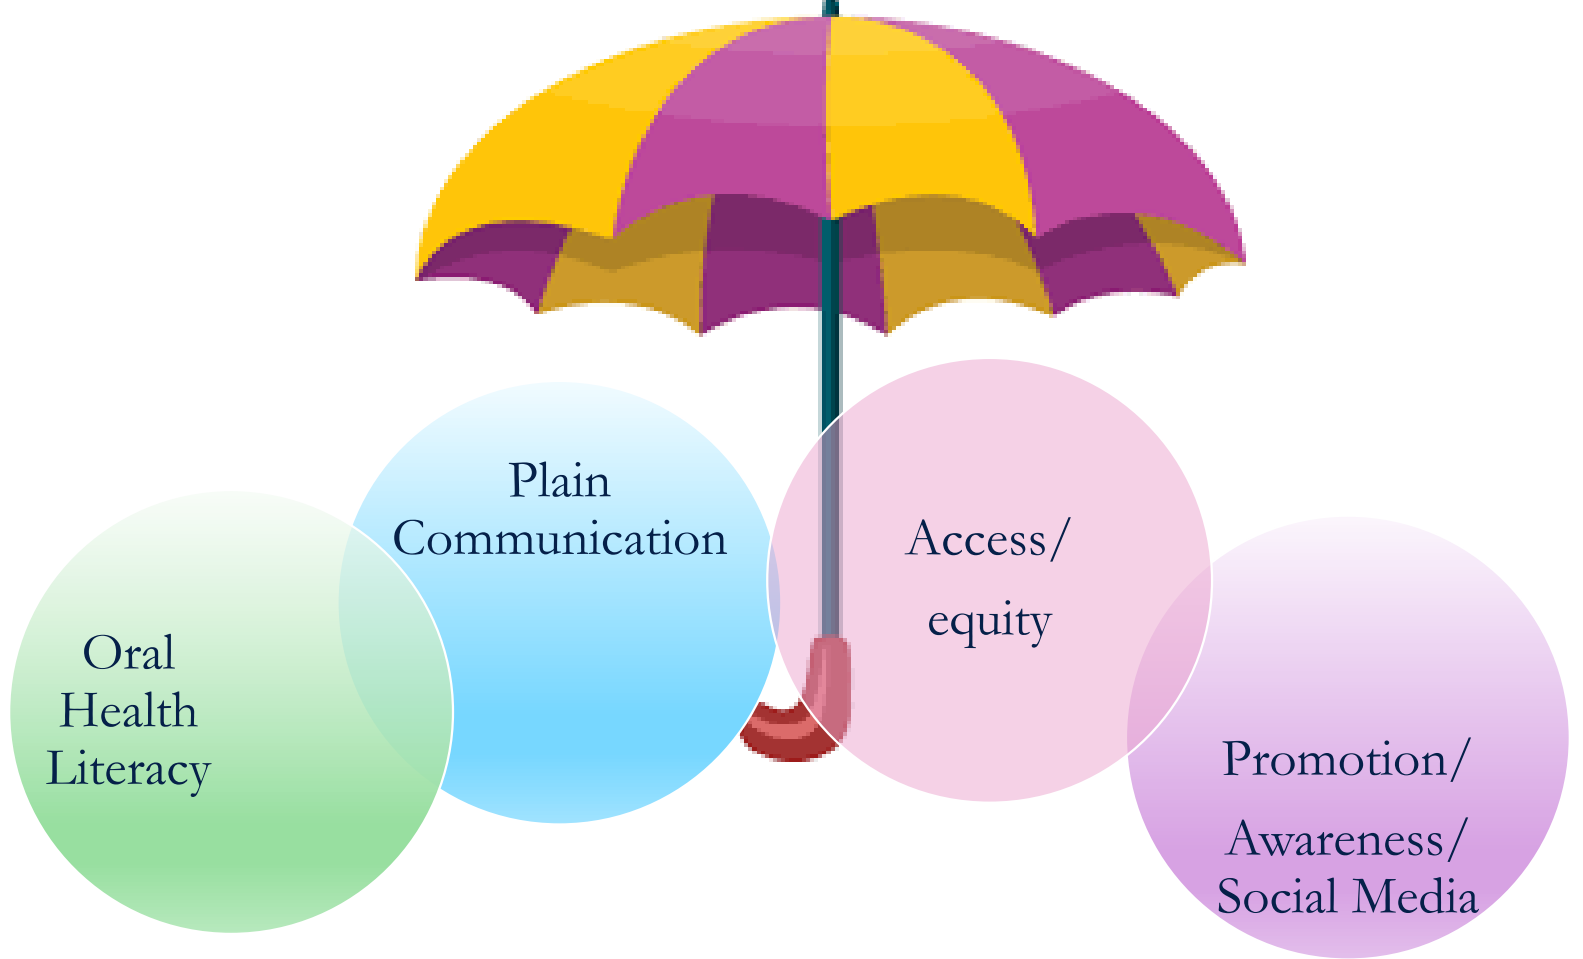 Plain
Communication
Access/
equity
Oral
Health
Literacy
Promotion/
Awareness/
Social Media